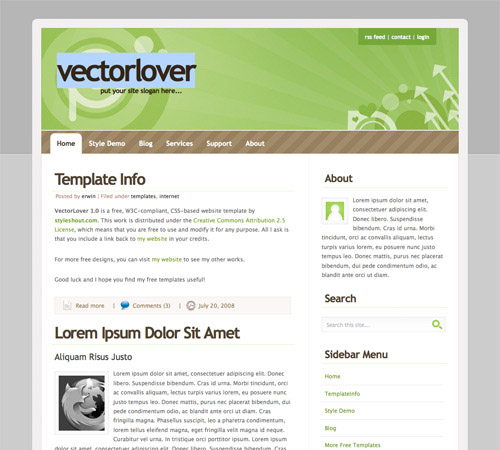 rss feed | contact | login
vectorlover
put your site slogan here...
Home
Style Demo
Blog
Services
Support
About
Template Info
Posted by erwin | Filed under templates, internet
VectorLover 1.0 is a free, W3C-compliant, CSS-based website template by
styleshout.com. This work is distributed under the Creative Commons Attribution 2.5
License, which means that you are free to use and modify it for any purpose. All I ask is
that you include a link back to my website in your credits.
For more free designs, you can visit my website to see my other works.
Good luck and I hope you find my free templates useful!
Read more | Comments (3) | July 20, 2008
Lorem Ipsum Dolor Sit Amet
Aliquam Risus Justo
Lorem ipsum dolor sit amet, consectetuer adipiscing elit. Donec
libero. Suspendisse bibendum. Cras id urna. Morbi tincidunt, orci
ac convallis aliquam, lectus turpis varius lorem, eu posuere nunc
justo tempus leo. Donec mattis, purus nec placerat bibendum, dui
pede condimentum odio, ac blandit ante orci ut diam. Cras
fringilla magna. Phasellus suscipit, leo a pharetra condimentum,
lorem tellus eleifend magna, eget fringilla velit magna id neque.
Curabitur vel urna. In tristique orci porttitor ipsum. Lorem ipsum
About
Lorem ipsum dolor sit amet,
consectetuer adipiscing elit.
Donec libero. Suspendisse
bibendum. Cras id urna. Morbi
tincidunt, orci ac convallis aliquam, lectus
turpis varius lorem, eu posuere nunc justo
tempus leo. Donec mattis, purus nec placerat
bibendum, dui pede condimentum odio, ac
blandit ante orci ut diam.
Search
Search this site...
Sidebar Menu
Home
TemplateInfo
Style Demo
Blog
More Free Templates